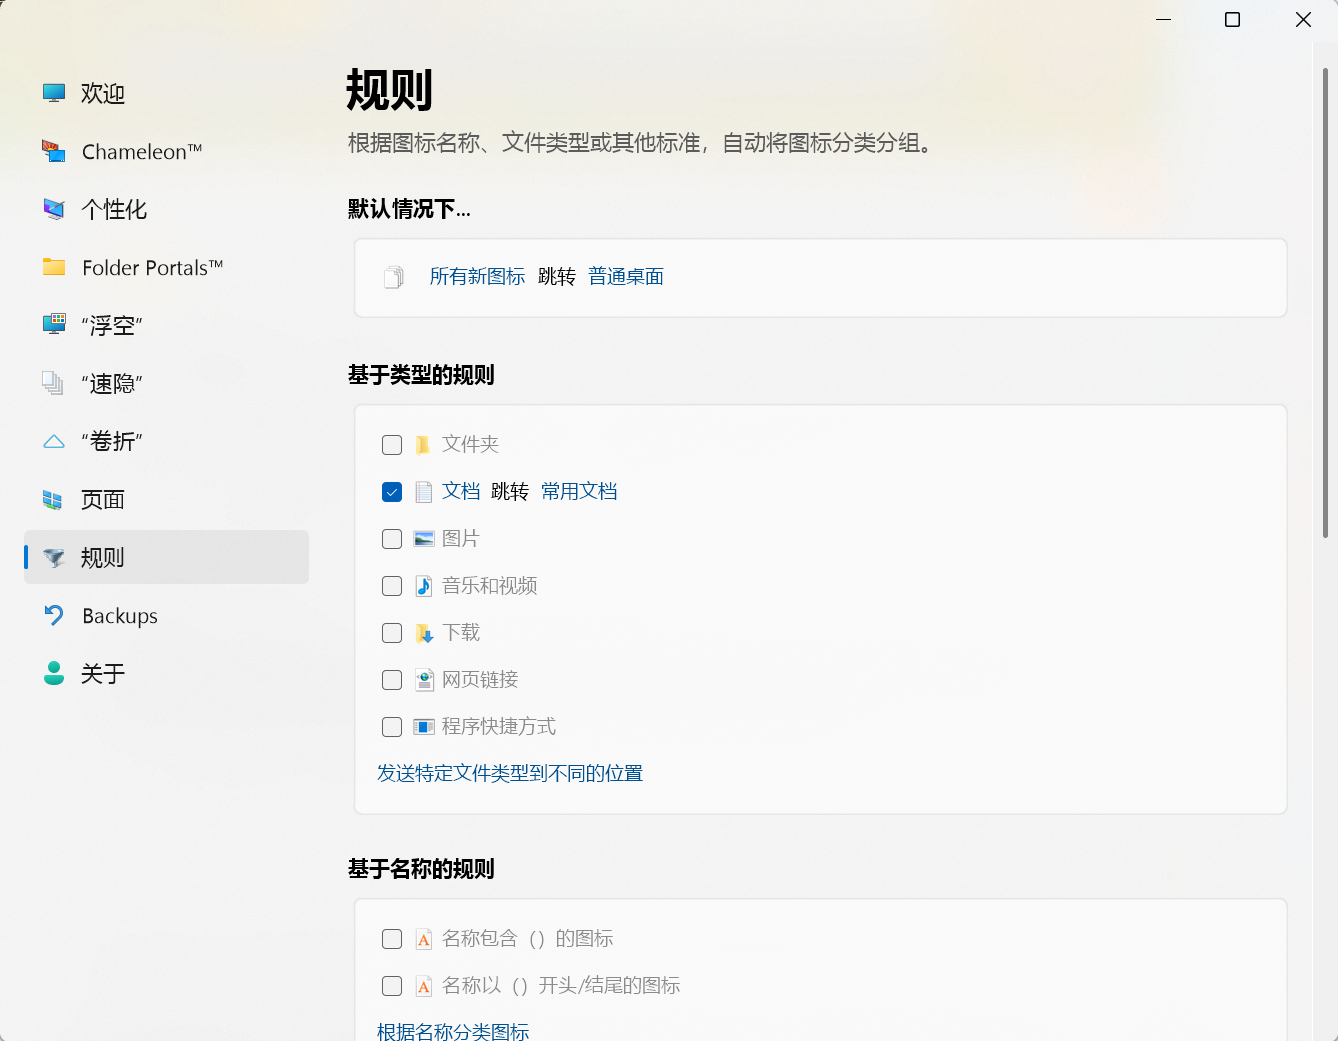 欢迎
Chameleon™
个性化
Folder Portals™
“浮空”
“速隐”
“卷折”
页面
规则
Backups
关于
规则
根据图标名称、文件类型或其他标准，自动将图标分类分组。
默认情况下...
所有新图标 跳转 普通桌面
基于类型的规则
文件夹
文档 跳转 常用文档
图片
音乐和视频
下载
网页链接
程序快捷方式
发送特定文件类型到不同的位置
基于名称的规则
名称包含（）的图标
名称以（）开头/结尾的图标
根据名称分类图标